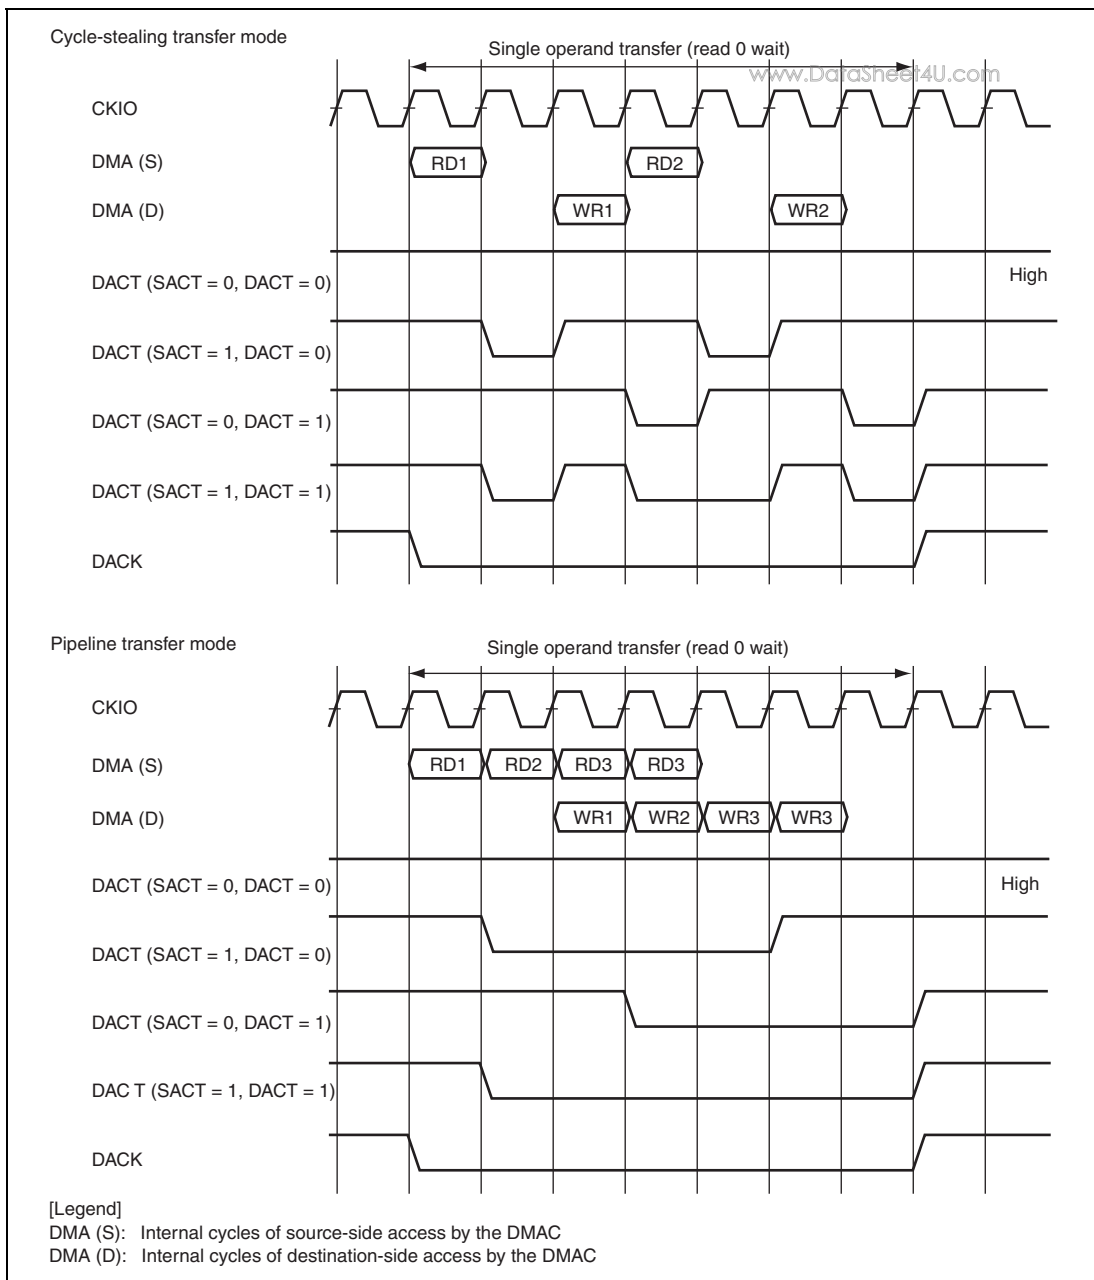 Cycle-stealing transfer mode
Single operand transfer (read 0 wait)
www.DataSheet4U.com
CKIO
DMA (S)
RD1
RD2
DMA (D)
WR1
WR2
DACT (SACT = 0, DACT = 0)
High
DACT (SACT = 1, DACT = 0)
DACT (SACT = 0, DACT = 1)
DACT (SACT = 1, DACT = 1)
DACK
Pipeline transfer mode
Single operand transfer (read 0 wait)
CKIO
DMA (S)
RD1
RD2
RD3
RD3
DMA (D)
WR1
WR2
WR3
WR3
DACT (SACT = 0, DACT = 0)
High
DACT (SACT = 1, DACT = 0)
DACT (SACT = 0, DACT = 1)
DAC T (SACT = 1, DACT = 1)
DACK
[Legend]
DMA (S): Internal cycles of source-side access by the DMAC
DMA (D): Internal cycles of destination-side access by the DMAC